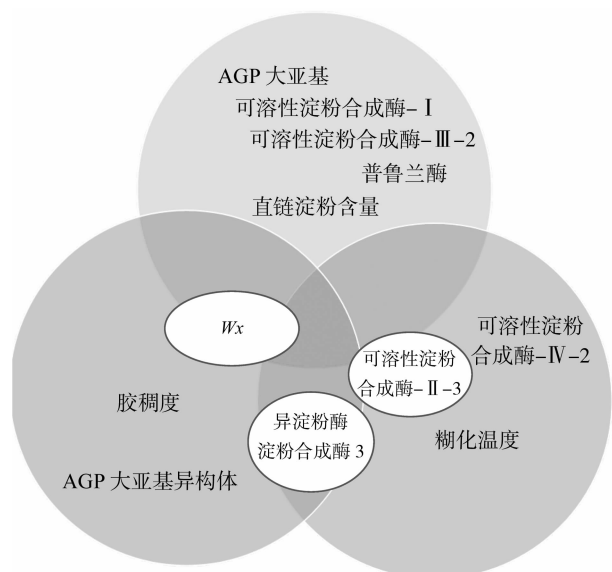 AGP 大亚基
可溶性淀粉合成酶-Ⅰ
可溶性淀粉合成酶-Ⅲ-2
普鲁兰酶
直链淀粉含量
Wx
可溶性淀粉
合成酶-Ⅳ-2
可溶性淀粉
合成酶-Ⅱ-3
胶稠度
异淀粉酶
淀粉合成酶 3
糊化温度
AGP 大亚基异构体